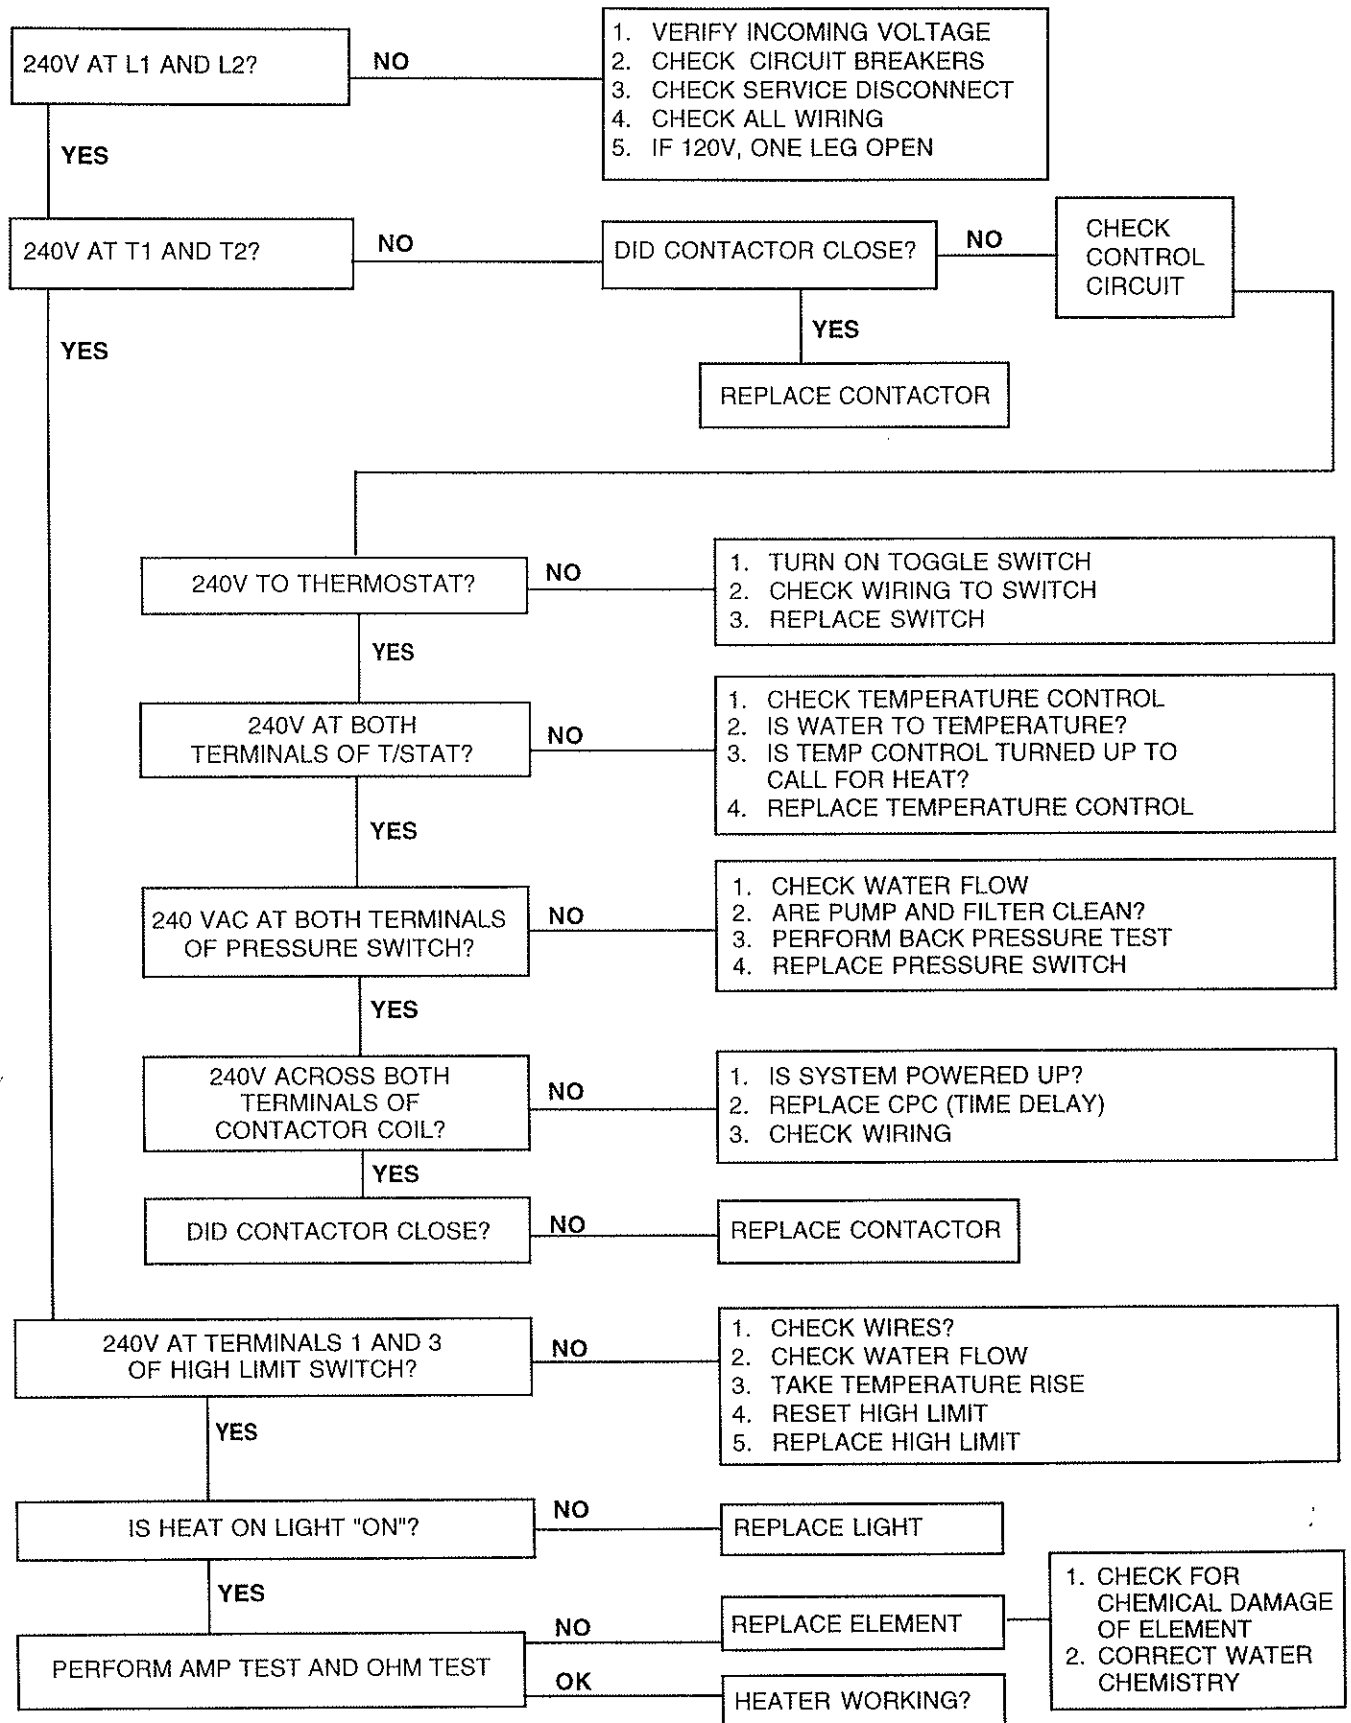 240V AT L1 AND L2?
NO
1. VERIFY INCOMING VOLTAGE
2. CHECK CIRCUIT BREAKERS
3. CHECK SERVICE DISCONNECT
4. CHECK ALL WIRING
5. IF 120V, ONE LEG OPEN
YES
240V AT T1 AND T2?
NO
DID CONTACTOR CLOSE?
NO
CHECK
CONTROL
CIRCUIT
YES
YES
REPLACE CONTACTOR
240V TO THERMOSTAT?
NO
1. TURN ON TOGGLE SWITCH
2. CHECK WIRING TO SWITCH
3. REPLACE SWITCH
YES
240V AT BOTH
TERMINALS OF T/STAT?
NO
1. CHECK TEMPERATURE CONTROL
2. IS WATER TO TEMPERATURE?
3. IS TEMP CONTROL TURNED UP TO
CALL FOR HEAT?
4. REPLACE TEMPERATURE CONTROL
YES
240 VAC AT BOTH TERMINALS
OF PRESSURE SWITCH?
NO
1. CHECK WATER FLOW
2. ARE PUMP AND FILTER CLEAN?
3. PERFORM BACK PRESSURE TEST
4. REPLACE PRESSURE SWITCH
YES
240V ACROSS BOTH
TERMINALS OF
CONTACTOR COIL?
NO
1. IS SYSTEM POWERED UP?
2. REPLACE CPC (TIME DELAY)
3. CHECK WIRING
YES
DID CONTACTOR CLOSE?
NO
REPLACE CONTACTOR
240V AT TERMINALS 1 AND 3
OF HIGH LIMIT SWITCH?
NO
1. CHECK WIRES?
2. CHECK WATER FLOW
3. TAKE TEMPERATURE RISE
4. RESET HIGH LIMIT
5. REPLACE HIGH LIMIT
YES
IS HEAT ON LIGHT "ON"?
NO
REPLACE LIGHT
YES
PERFORM AMP TEST AND OHM TEST
NO
REPLACE ELEMENT
1. CHECK FOR
CHEMICAL DAMAGE
OF ELEMENT
2. CORRECT WATER
CHEMISTRY
OK
HEATER WORKING?